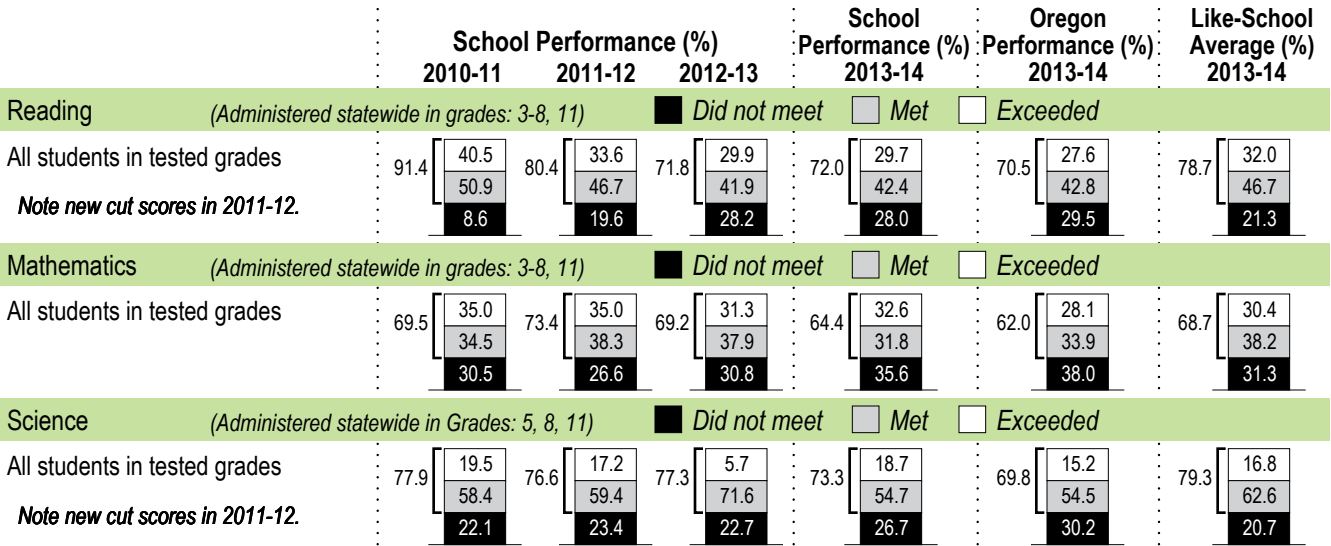 School Performance (%)
School Performance (%)
Oregon Performance (%)
Like-School Average (%)
2010-11 2011-12 2012-13 2013-14 2013-14 2013-14
Reading (Administered statewide in grades: 3-8, 11) Did not meet Met Exceeded
All students in tested grades
40.5 33.6 29.9 29.7 27.6 32.0
91.4 80.4 71.8 72.0 70.5 78.7
50.9 46.7 41.9 42.4 42.8 46.7
Note new cut scores in 2011-12.
8.6 19.6 28.2 28.0 29.5 21.3
Mathematics (Administered statewide in grades: 3-8, 11) Did not meet Met Exceeded
All students in tested grades
35.0 35.0 31.3 32.6 28.1 30.4
69.5 73.4 69.2 64.4 62.0 68.7
34.5 38.3 37.9 31.8 33.9 38.2
30.5 26.6 30.8 35.6 38.0 31.3
Science (Administered statewide in Grades: 5, 8, 11) Did not meet Met Exceeded
All students in tested grades
19.5 17.2 5.7 18.7 15.2 16.8
77.9 76.6 77.3 73.3 69.8 79.3
58.4 59.4 71.6 54.7 54.5 62.6
Note new cut scores in 2011-12.
22.1 23.4 22.7 26.7 30.2 20.7